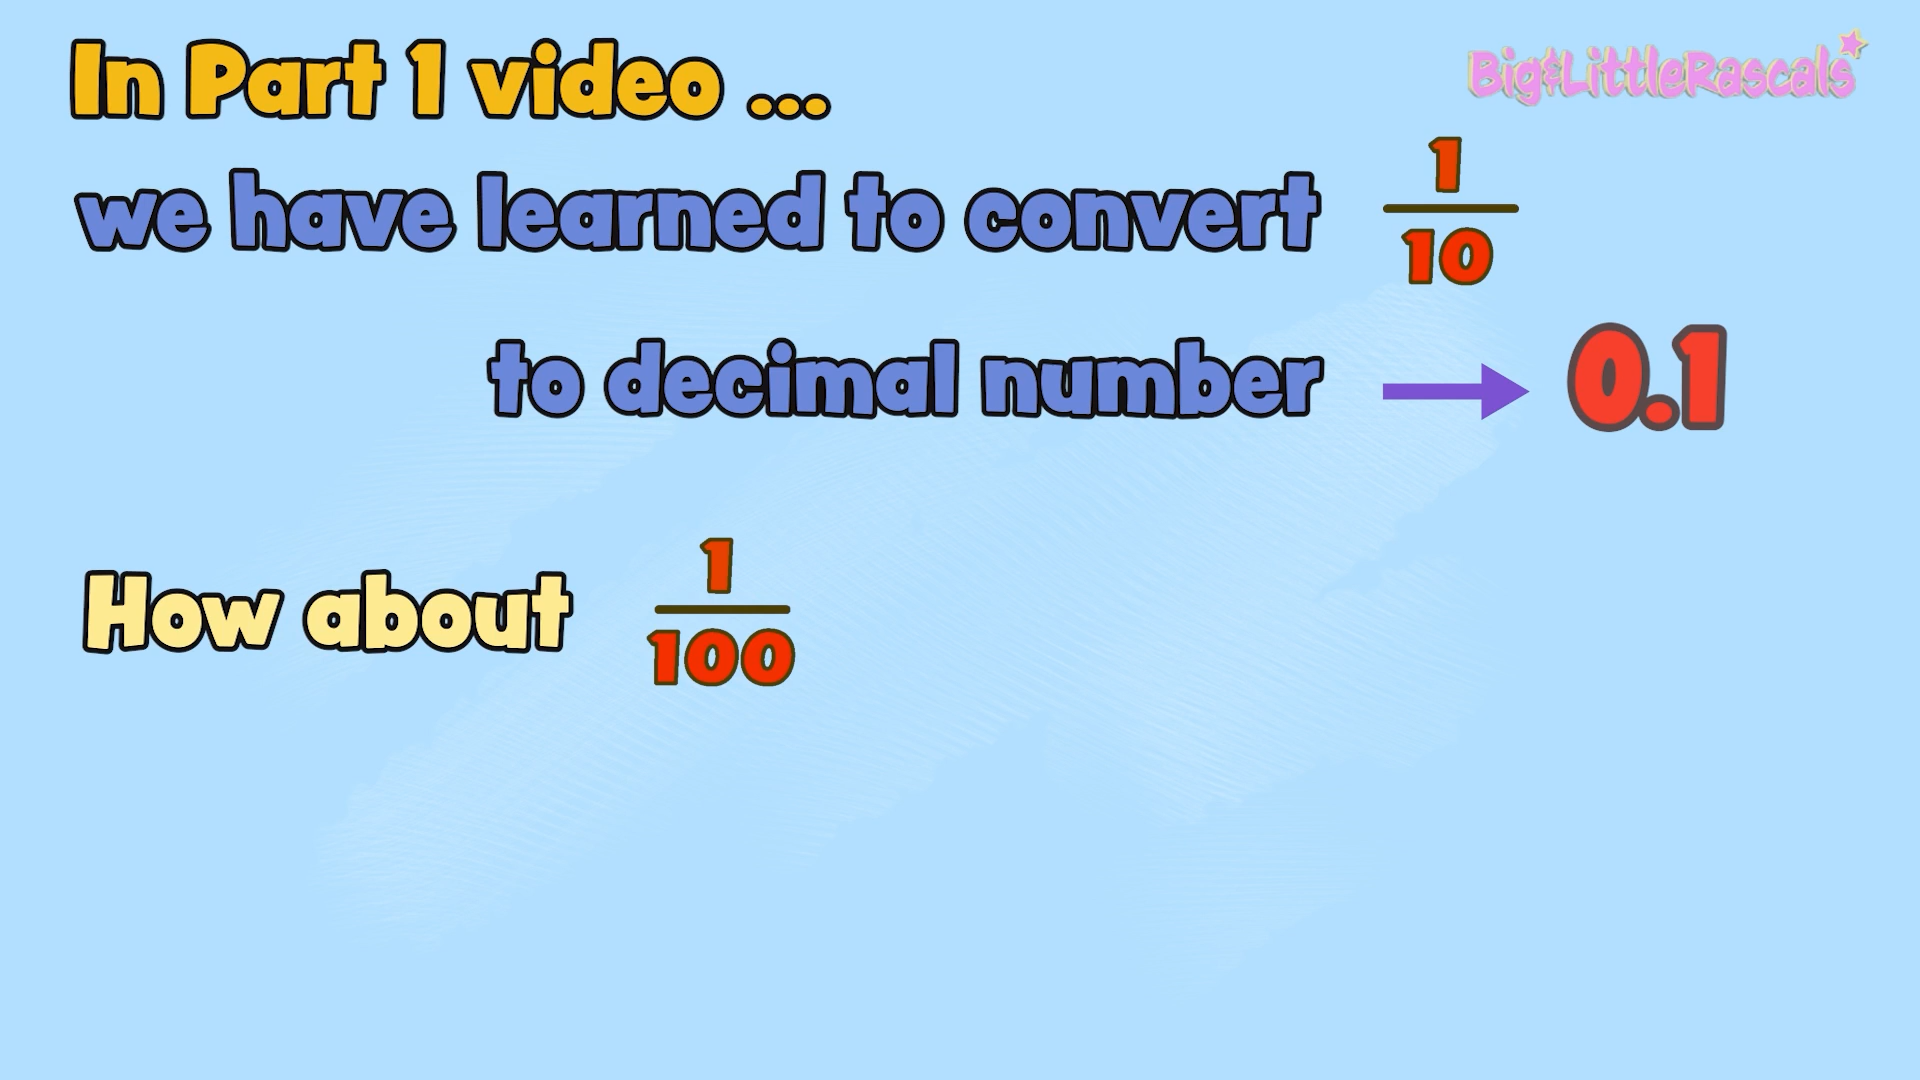 In Part 1 video ...
Big&LittleRascals
we have learned to convert 1/10
to decimal number → 0.1
How about 1/100